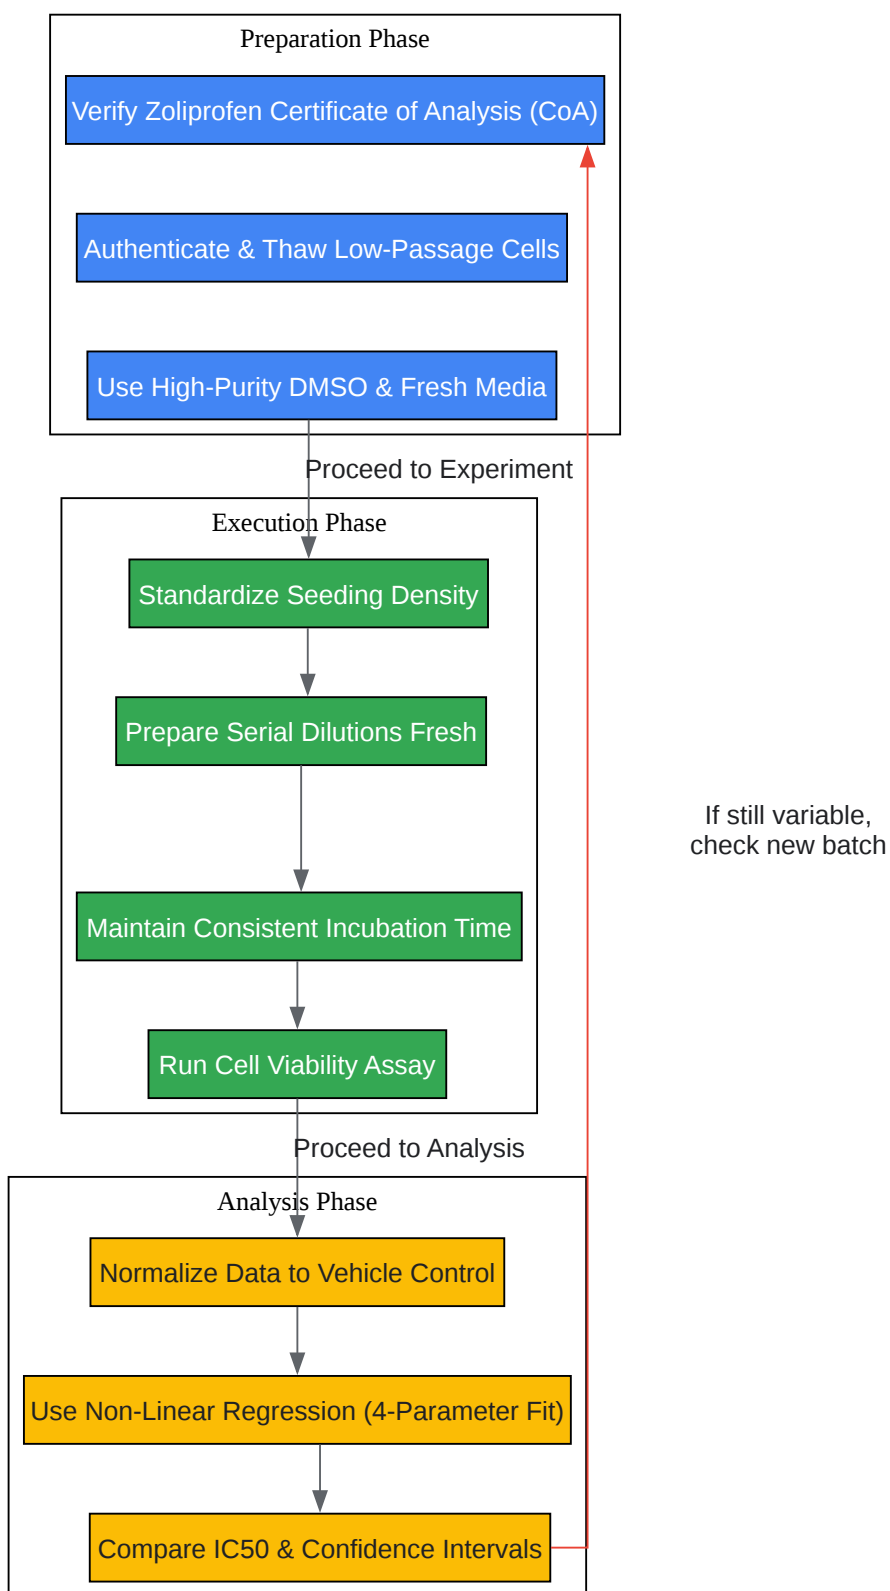 Preparation Phase
Verify Zoliprofen Certificate of Analysis (CoA)
Authenticate & Thaw Low-Passage Cells
Use High-Purity DMSO & Fresh Media
Proceed to Experiment
Execution Phase
Standardize Seeding Density
Prepare Serial Dilutions Fresh
If still variable,
check new batch
Maintain Consistent Incubation Time
Run Cell Viability Assay
Proceed to Analysis
Analysis Phase
Normalize Data to Vehicle Control
Use Non-Linear Regression (4-Parameter Fit)
Compare IC50 & Confidence Intervals